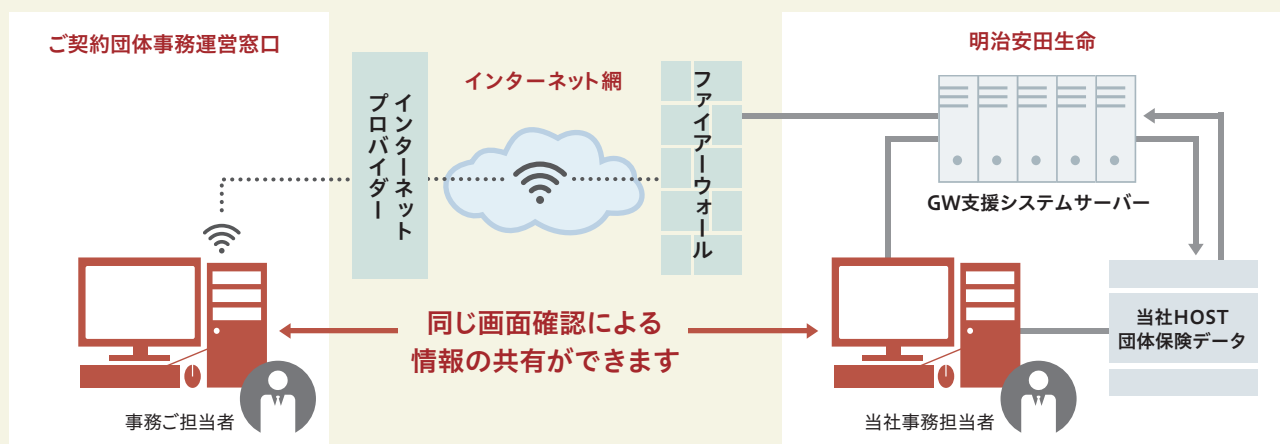 ご契約団体事務運営窓口
事務ご担当者
インターネット
プロバイダー
インターネット網
ファイアーウォール
同じ画面確認による
情報の共有ができます
明治安田生命
GW支援システムサーバー
当社HOST
団体保険データ
当社事務担当者